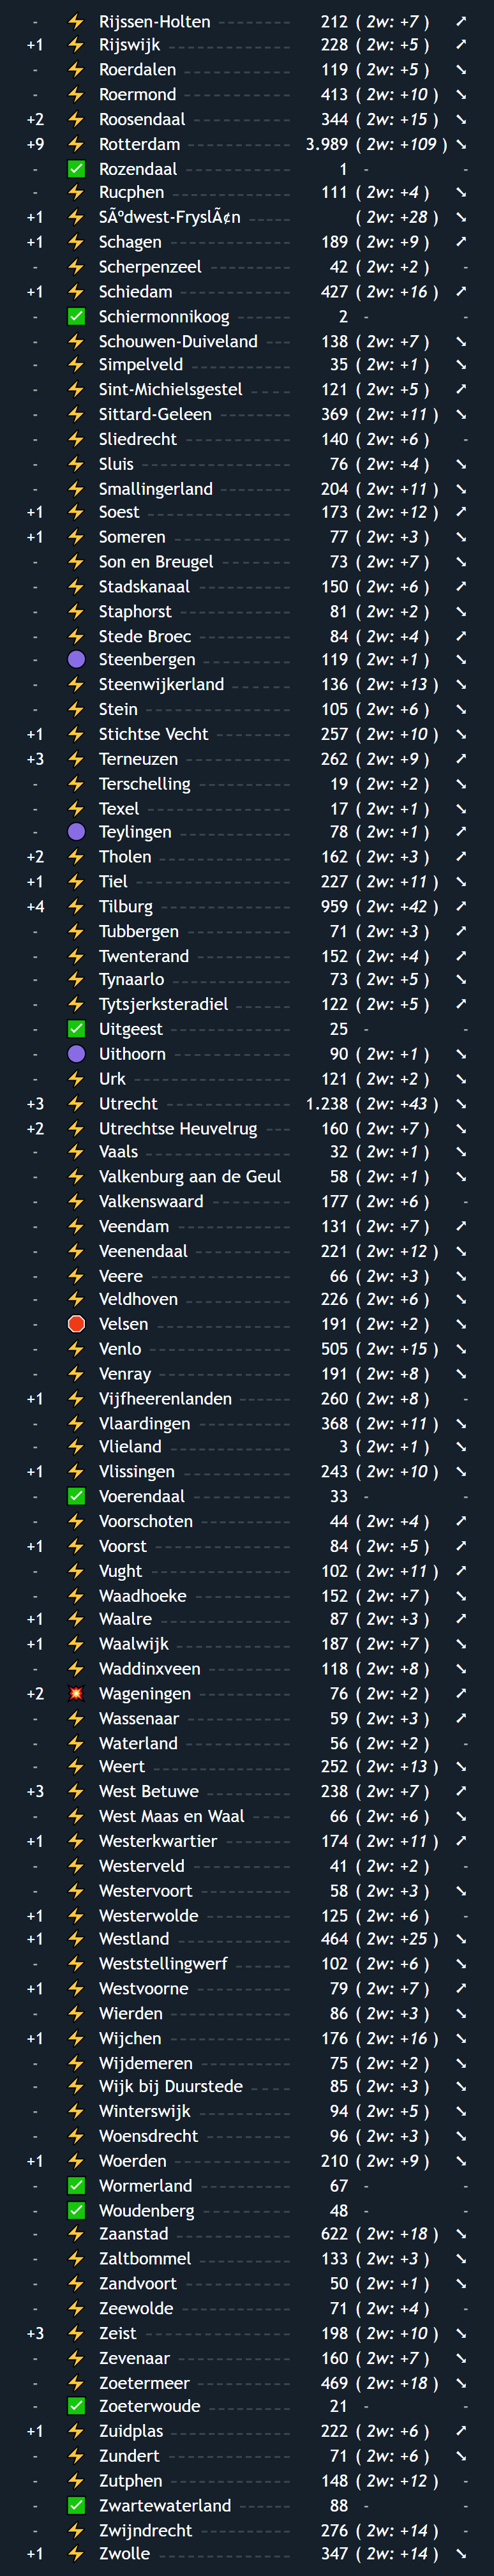 - ⚡ Rijssen-Holten 212 ( 2w: +7 ) ➚
+1 ⚡ Rijswijk 228 ( 2w: +5 ) ➚
- ⚡ Roerdalen 119 ( 2w: +5 ) ➘
- ⚡ Roermond 413 ( 2w: +10 ) ➘
+2 ⚡ Roosendaal 344 ( 2w: +15 ) ➘
+9 ⚡ Rotterdam 3.989 ( 2w: +109 ) ➘
- ✅ Rozendaal 1 - -
- ⚡ Rucphen 111 ( 2w: +4 ) ➘
+1 ⚡ SÃºdwest-FryslÃ¢n ( 2w: +28 ) ➘
+1 ⚡ Schagen 189 ( 2w: +9 ) ➚
- ⚡ Scherpenzeel 42 ( 2w: +2 ) -
+1 ⚡ Schiedam 427 ( 2w: +16 ) ➚
- ✅ Schiermonnikoog 2 - -
- ⚡ Schouwen-Duiveland 138 ( 2w: +7 ) ➘
- ⚡ Simpelveld 35 ( 2w: +1 ) ➘
- ⚡ Sint-Michielsgestel 121 ( 2w: +5 ) ➚
- ⚡ Sittard-Geleen 369 ( 2w: +11 ) ➘
- ⚡ Sliedrecht 140 ( 2w: +6 ) -
- ⚡ Sluis 76 ( 2w: +4 ) ➘
- ⚡ Smallingerland 204 ( 2w: +11 ) ➘
+1 ⚡ Soest 173 ( 2w: +12 ) ➚
+1 ⚡ Someren 77 ( 2w: +3 ) ➘
- ⚡ Son en Breugel 73 ( 2w: +7 ) ➘
- ⚡ Stadskanaal 150 ( 2w: +6 ) ➚
- ⚡ Staphorst 81 ( 2w: +2 ) ➘
- ⚡ Stede Broec 84 ( 2w: +4 ) ➚
- 🟣 Steenbergen 119 ( 2w: +1 ) ➘
- ⚡ Steenwijkerland 136 ( 2w: +13 ) ➘
- ⚡ Stein 105 ( 2w: +6 ) ➘
+1 ⚡ Stichtse Vecht 257 ( 2w: +10 ) ➘
+3 ⚡ Terneuzen 262 ( 2w: +9 ) ➚
- ⚡ Terschelling 19 ( 2w: +2 ) ➘
- ⚡ Texel 17 ( 2w: +1 ) ➘
- 🟣 Teylingen 78 ( 2w: +1 ) ➚
+2 ⚡ Tholen 162 ( 2w: +3 ) ➚
+1 ⚡ Tiel 227 ( 2w: +11 ) ➘
+4 ⚡ Tilburg 959 ( 2w: +42 ) ➚
- ⚡ Tubbergen 71 ( 2w: +3 ) ➚
- ⚡ Twenterand 152 ( 2w: +4 ) ➚
- ⚡ Tynaarlo 73 ( 2w: +5 ) ➘
- ⚡ Tytsjerksteradiel 122 ( 2w: +5 ) ➚
- ✅ Uitgeest 25 - -
- 🟣 Uithoorn 90 ( 2w: +1 ) ➘
- ⚡ Urk 121 ( 2w: +2 ) ➘
+3 ⚡ Utrecht 1.238 ( 2w: +43 ) ➘
+2 ⚡ Utrechtse Heuvelrug 160 ( 2w: +7 ) ➘
- ⚡ Vaals 32 ( 2w: +1 ) ➘
- ⚡ Valkenburg aan de Geul 58 ( 2w: +1 ) ➘
- ⚡ Valkenswaard 177 ( 2w: +6 ) -
- ⚡ Veendam 131 ( 2w: +7 ) ➚
- ⚡ Veenendaal 221 ( 2w: +12 ) ➘
- ⚡ Veere 66 ( 2w: +3 ) ➘
- ⚡ Veldhoven 226 ( 2w: +6 ) ➘
- 🛑 Velsen 191 ( 2w: +2 ) ➘
- ⚡ Venlo 505 ( 2w: +15 ) ➘
- ⚡ Venray 191 ( 2w: +8 ) ➘
+1 ⚡ Vijfheerenlanden 260 ( 2w: +8 ) -
- ⚡ Vlaardingen 368 ( 2w: +11 ) ➘
- ⚡ Vlieland 3 ( 2w: +1 ) ➘
+1 ⚡ Vlissingen 243 ( 2w: +10 ) ➘
- ✅ Voerendaal 33 - -
- ⚡ Voorschoten 44 ( 2w: +4 ) ➚
+1 ⚡ Voorst 84 ( 2w: +5 ) ➚
- ⚡ Vught 102 ( 2w: +11 ) ➚
- ⚡ Waadhoeke 152 ( 2w: +7 ) ➘
+1 ⚡ Waalre 87 ( 2w: +3 ) ➚
+1 ⚡ Waalwijk 187 ( 2w: +7 ) ➘
- ⚡ Waddinxveen 118 ( 2w: +8 ) ➘
+2 💥 Wageningen 76 ( 2w: +2 ) ➚
- ⚡ Wassenaar 59 ( 2w: +3 ) ➚
- ⚡ Waterland 56 ( 2w: +2 ) -
- ⚡ Weert 252 ( 2w: +13 ) ➘
+3 ⚡ West Betuwe 238 ( 2w: +7 ) ➚
- ⚡ West Maas en Waal 66 ( 2w: +6 ) ➘
+1 ⚡ Westerkwartier 174 ( 2w: +11 ) ➚
- ⚡ Westerveld 41 ( 2w: +2 ) -
- ⚡ Westervoort 58 ( 2w: +3 ) ➘
+1 ⚡ Westerwolde 125 ( 2w: +6 ) -
+1 ⚡ Westland 464 ( 2w: +25 ) ➘
- ⚡ Weststellingwerf 102 ( 2w: +6 ) ➘
+1 ⚡ Westvoorne 79 ( 2w: +7 ) ➚
- ⚡ Wierden 86 ( 2w: +3 ) ➘
+1 ⚡ Wijchen 176 ( 2w: +16 ) ➘
- ⚡ Wijdemeren 75 ( 2w: +2 ) ➘
- ⚡ Wijk bij Duurstede 85 ( 2w: +3 ) ➘
- ⚡ Winterswijk 94 ( 2w: +5 ) ➘
- ⚡ Woensdrecht 96 ( 2w: +3 ) ➘
+1 ⚡ Woerden 210 ( 2w: +9 ) ➘
- ✅ Wormerland 67 - -
- ✅ Woudenberg 48 - -
- ⚡ Zaanstad 622 ( 2w: +18 ) ➘
- ⚡ Zaltbommel 133 ( 2w: +3 ) ➘
- ⚡ Zandvoort 50 ( 2w: +1 ) ➘
- ⚡ Zeewolde 71 ( 2w: +4 ) -
+3 ⚡ Zeist 198 ( 2w: +10 ) ➘
- ⚡ Zevenaar 160 ( 2w: +7 ) ➘
- ⚡ Zoetermeer 469 ( 2w: +18 ) ➘
- ✅ Zoeterwoude 21 - -
+1 ⚡ Zuidplas 222 ( 2w: +6 ) ➚
- ⚡ Zundert 71 ( 2w: +6 ) ➘
- ⚡ Zutphen 148 ( 2w: +12 ) -
- ✅ Zwartewaterland 88 - -
- ⚡ Zwijndrecht 276 ( 2w: +14 ) -
+1 ⚡ Zwolle 347 ( 2w: +14 ) ➘